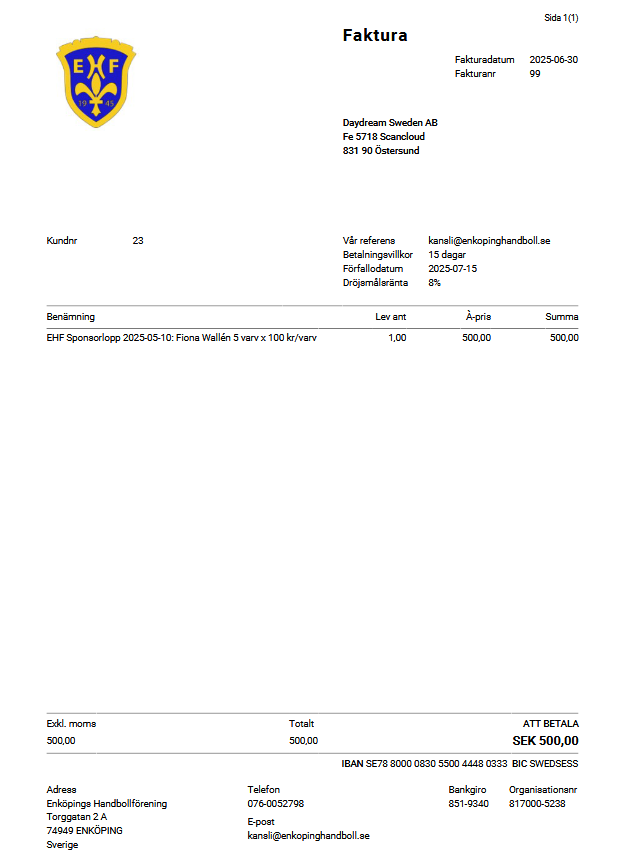 Sida 1(1)
Faktura
EHF
1945
Fakturadatum 2025-06-30
Fakturanr 99
Daydream Sweden AB
Fe 5718 Scancloud
831 90 Östersund
Kundnr 23
Vår referens kansli@enkopinghandboll.se
Betalningsvillkor 15 dagar
Förfallodatum 2025-07-15
Dröjsmålsränta 8%
Benämning Lev ant À-pris Summa
EHF Sponsorlopp 2025-05-10: Fiona Wallén 5 varv x 100 kr/varv 1,00 500,00 500,00
Exkl. moms Totalt ATT BETALA
500,00 500,00 SEK 500,00
IBAN SE78 8000 0830 5500 4448 0333 BIC SWEDSESS
Adress Telefon Bankgiro Organisationsnr
Enköpings Handbollförening 076-0052798 851-9340 817000-5238
Torggatan 2 A
74949 ENKÖPING
Sverige
E-post
kansli@enkopinghandboll.se